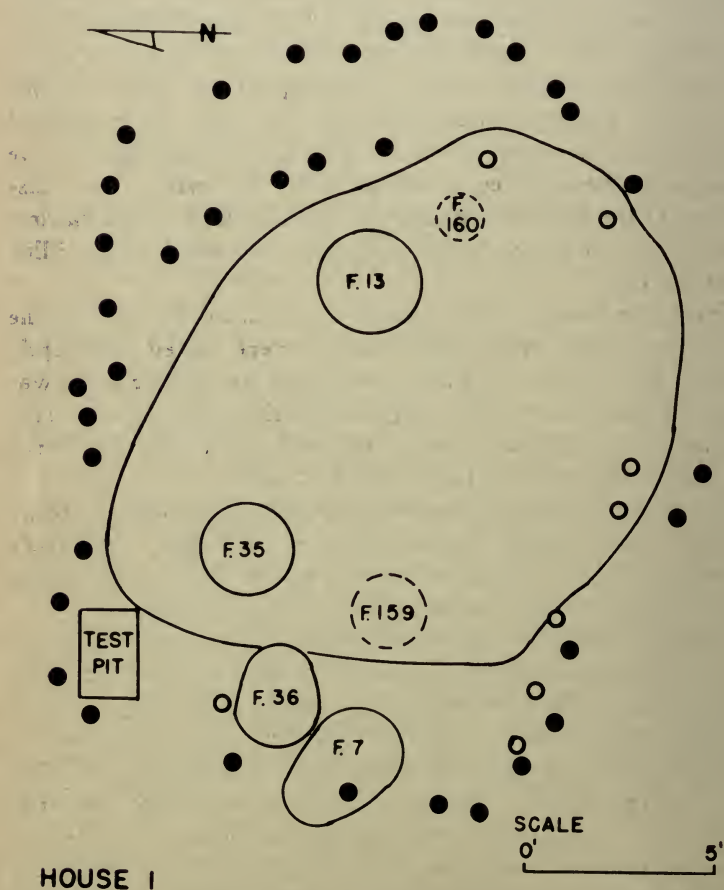 N
F.
160
F. 13
F. 35
F. 159
TEST
PIT
F. 36
F. 7
SCALE
0' 5'
HOUSE 1